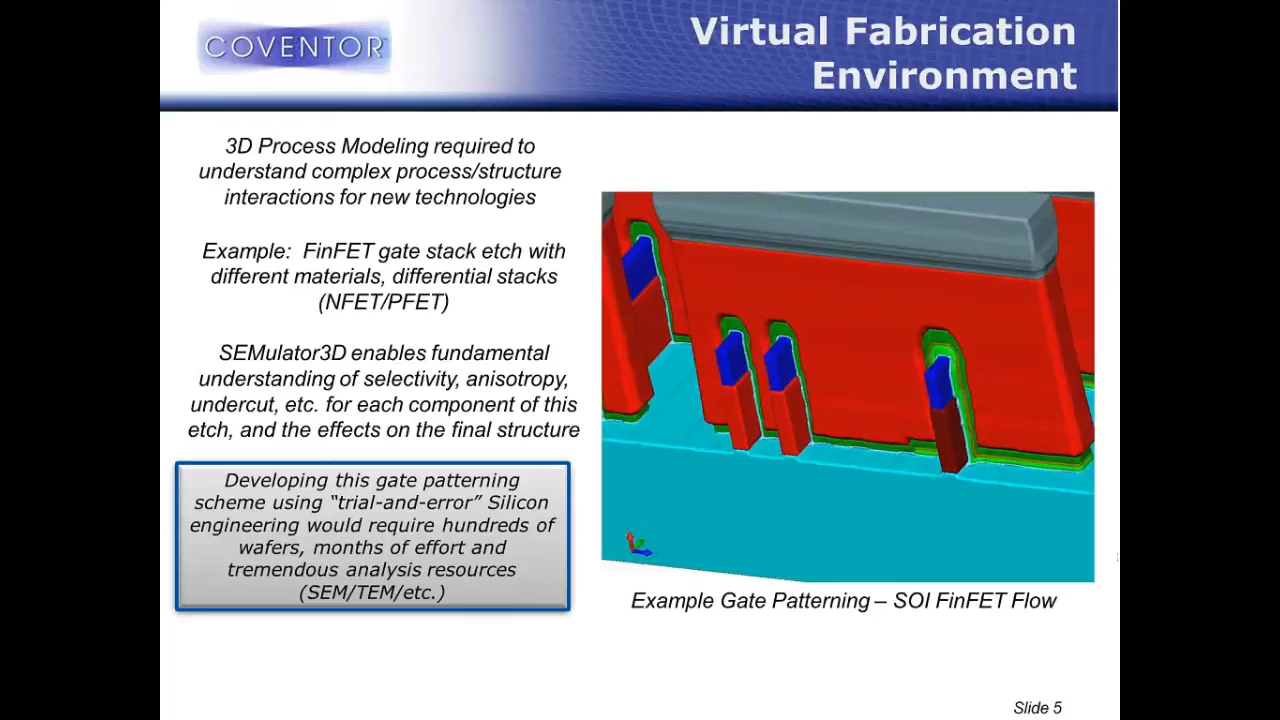 COVENTOR
Virtual Fabrication
Environment
3D Process Modeling required to
understand complex process/structure
interactions for new technologies
Example: FinFET gate stack etch with
different materials, differential stacks
(NFET/PFET)
SEMulator3D enables fundamental
understanding of selectivity, anisotropy,
undercut, etc. for each component of this
etch, and the effects on the final structure
Developing this gate patterning
scheme using “trial-and-error” Silicon
engineering would require hundreds of
wafers, months of effort and
tremendous analysis resources
(SEM/TEM/etc.)
Example Gate Patterning – SOI FinFET Flow
Slide 5